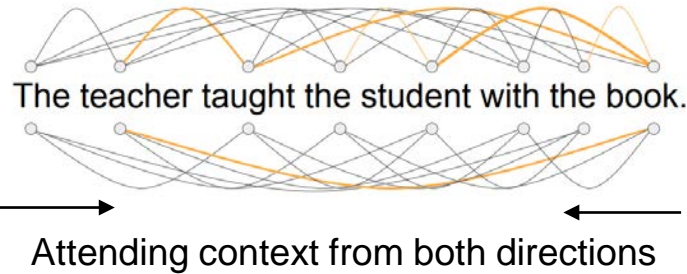 The teacher taught the student with the book.
Attending context from both directions